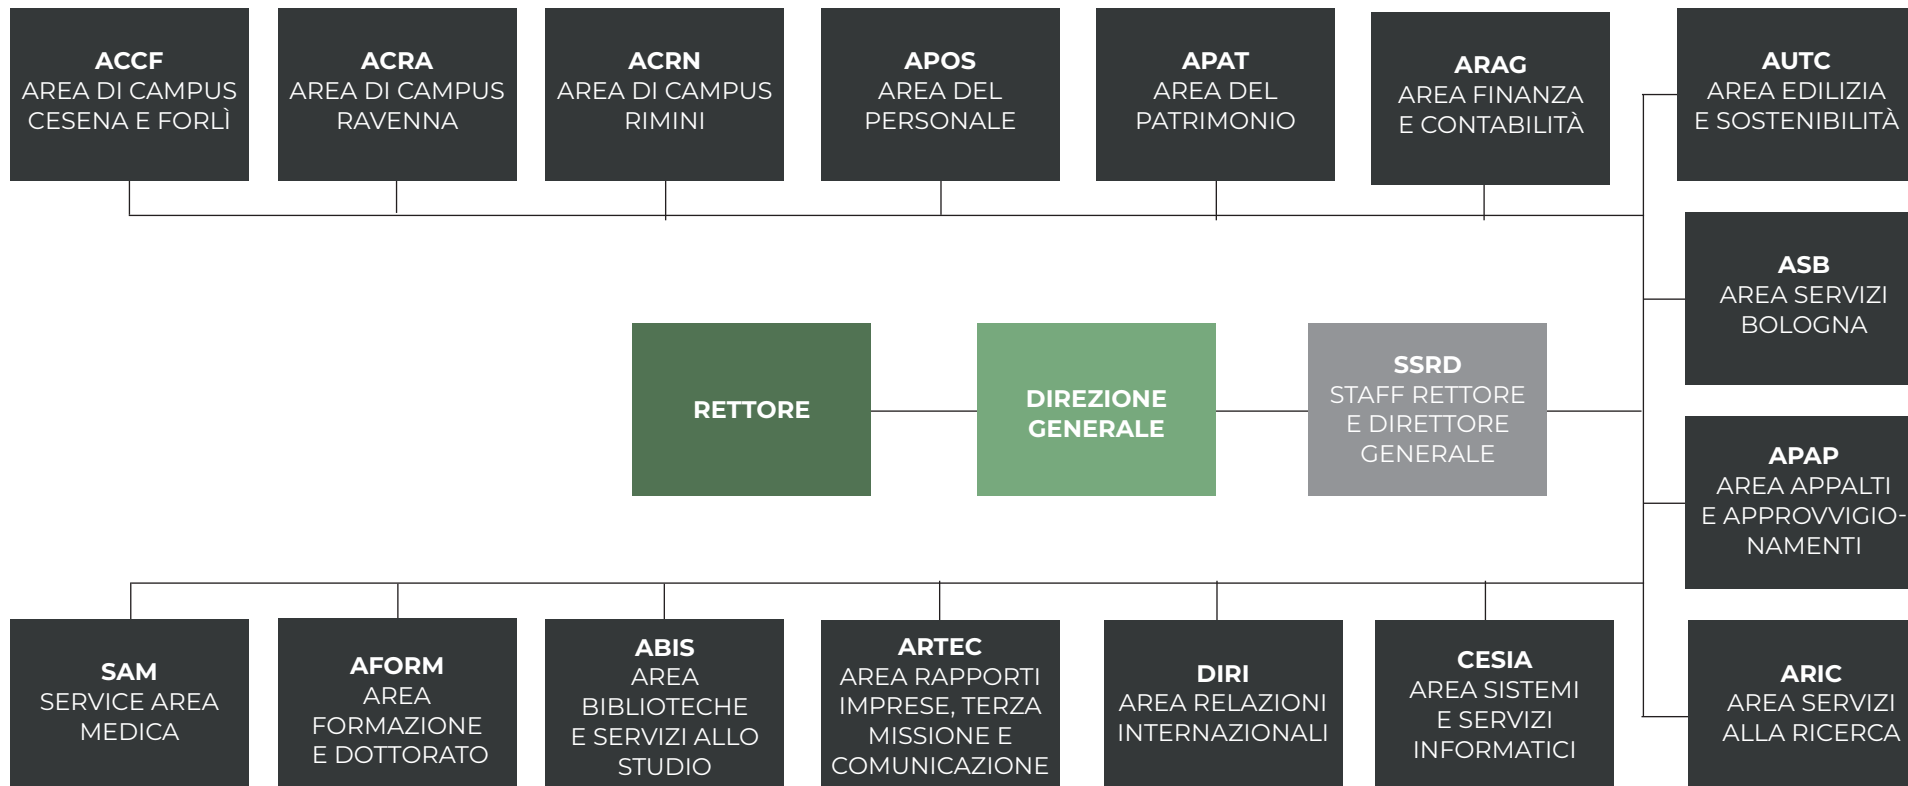 ACCF
AREA DI CAMPUS
CESENA E FORLÌ
ACRA
AREA DI CAMPUS
RAVENNA
ACRN
AREA DI CAMPUS
RIMINI
APOS
AREA DEL
PERSONALE
APAT
AREA DEL
PATRIMONIO
ARAG
AREA FINANZA
E CONTABILITÀ
AUTC
AREA EDILIZIA
E SOSTENIBILITÀ
ASB
AREA SERVIZI
BOLOGNA
RETTORE
DIREZIONE
GENERALE
SSRD
STAFF RETTORE
E DIRETTORE
GENERALE
APAP
AREA APPALTI
E APPROVVIGIO-
NAMENTI
SAM
SERVICE AREA
MEDICA
AFORM
AREA
FORMAZIONE
E DOTTORATO
ABIS
AREA
BIBLIOTECHE
E SERVIZI ALLO
STUDIO
ARTEC
AREA RAPPORTI
IMPRESE, TERZA
MISSIONE E
COMUNICAZIONE
DIRI
AREA RELAZIONI
INTERNAZIONALI
CESIA
AREA SISTEMI
E SERVIZI
INFORMATICI
ARIC
AREA SERVIZI
ALLA RICERCA